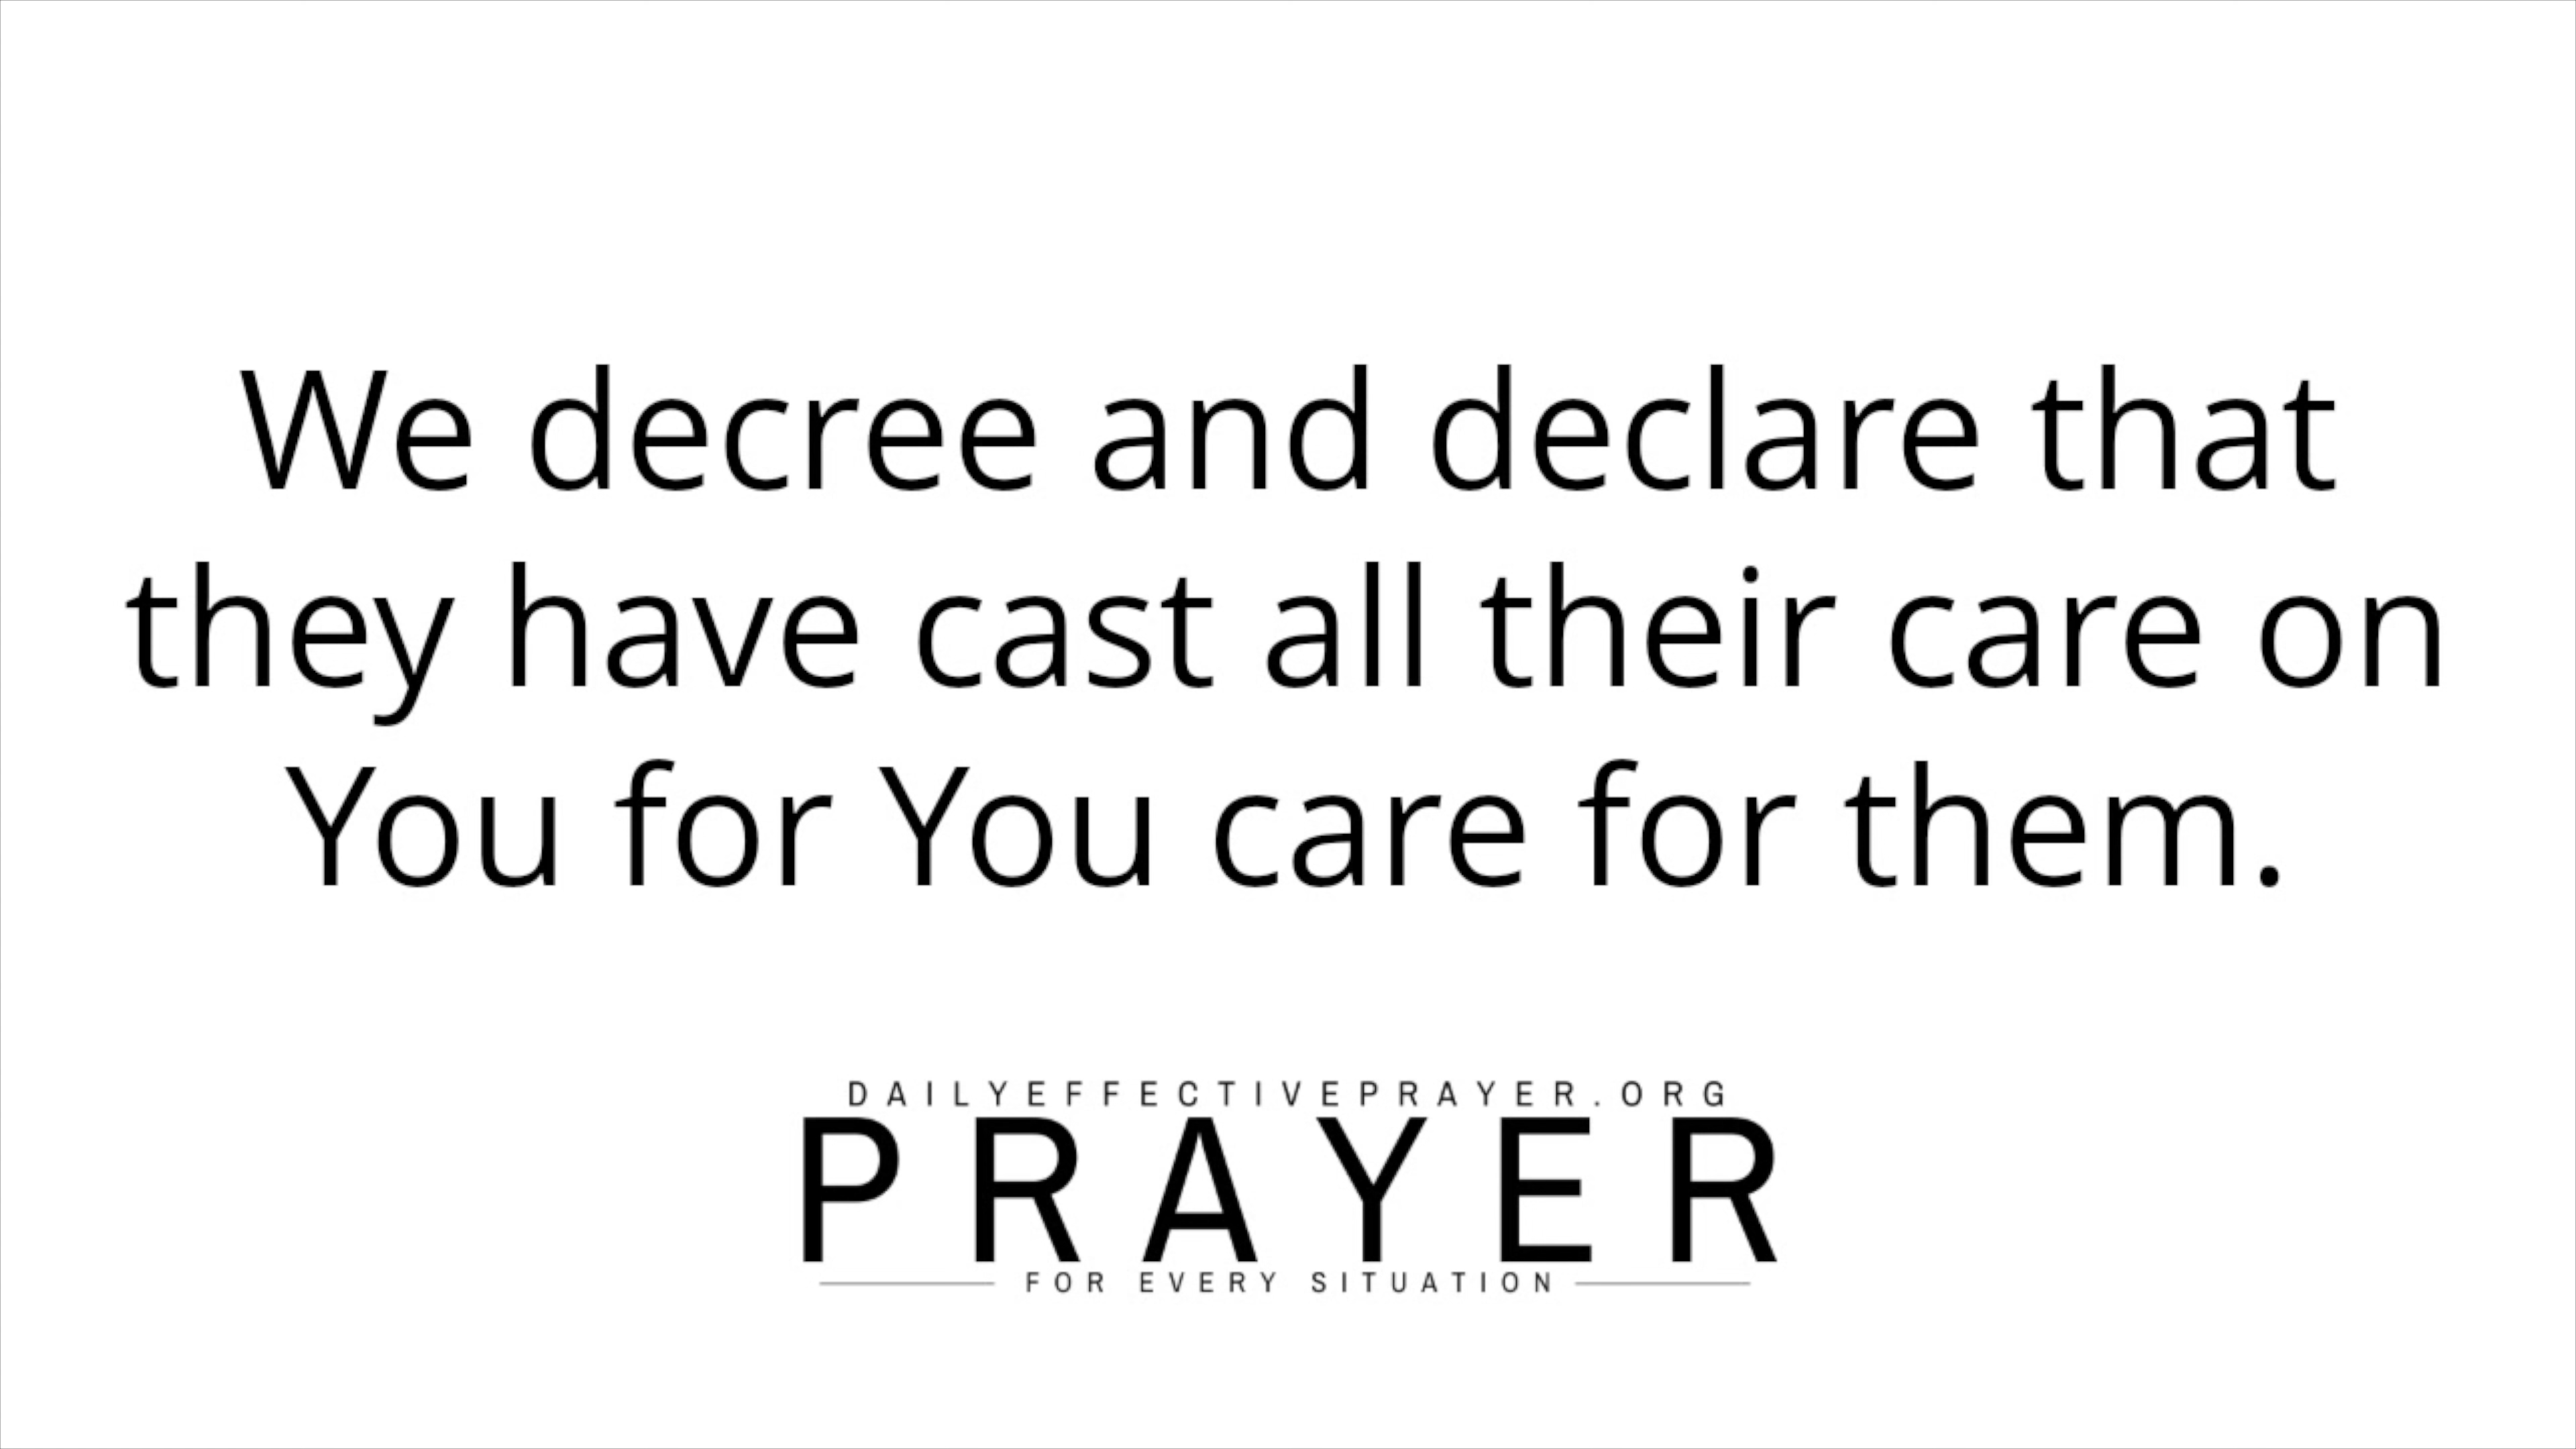 We decree and declare that
they have cast all their care on
You for You care for them.
DAILYEFFECTIVEPRAYER.ORG
PRAYER
FOR EVERY SITUATION